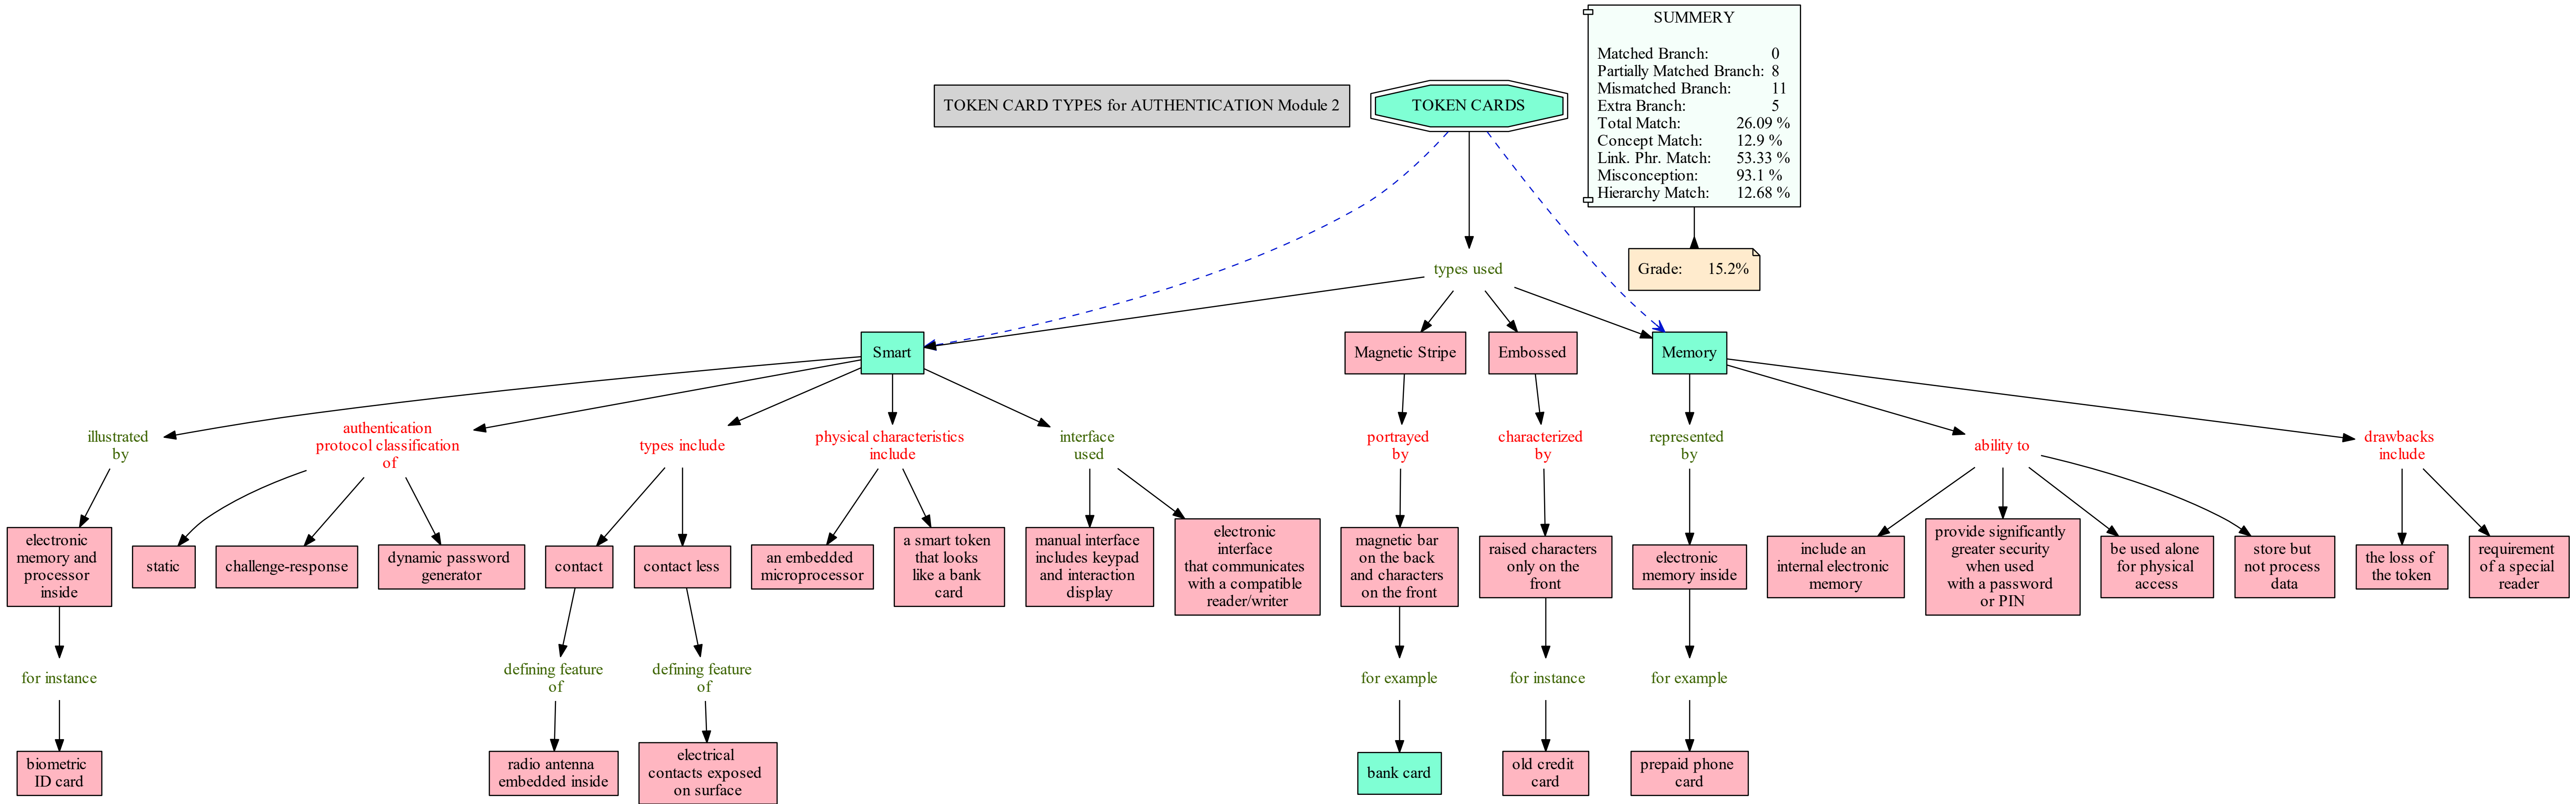 SUMMERY
Matched Branch: 0
Partially Matched Branch: 8
Mismatched Branch: 11
Extra Branch: 5
Total Match: 26.09 %
Concept Match: 12.9 %
Link. Phr. Match: 53.33 %
Misconception: 93.1 %
Hierarchy Match: 12.68 %
TOKEN CARD TYPES for AUTHENTICATION Module 2
TOKEN CARDS
Grade: 15.2%
types used
Smart
Magnetic Stripe
Embossed
Memory
illustrated
by
authentication
protocol classification
of
types include
physical characteristics
include
interface
used
portrayed
by
characterized
by
represented
by
ability to
drawbacks
include
electronic
memory and
processor
inside
static
challenge-response
dynamic password
generator
contact
contact less
an embedded
microprocessor
a smart token
that looks
like a bank
card
manual interface
includes keypad
and interaction
display
electronic
interface
that communicates
with a compatible
reader/writer
magnetic bar
on the back
and characters
on the front
raised characters
only on the
front
electronic
memory inside
include an
internal electronic
memory
provide significantly
greater security
when used
with a password
or PIN
be used alone
for physical
access
store but
not process
data
the loss of
the token
requirement
of a special
reader
for instance
defining feature
of
defining feature
of
for example
for instance
for example
biometric
ID card
radio antenna
embedded inside
electrical
contacts exposed
on surface
bank card
old credit
card
prepaid phone
card